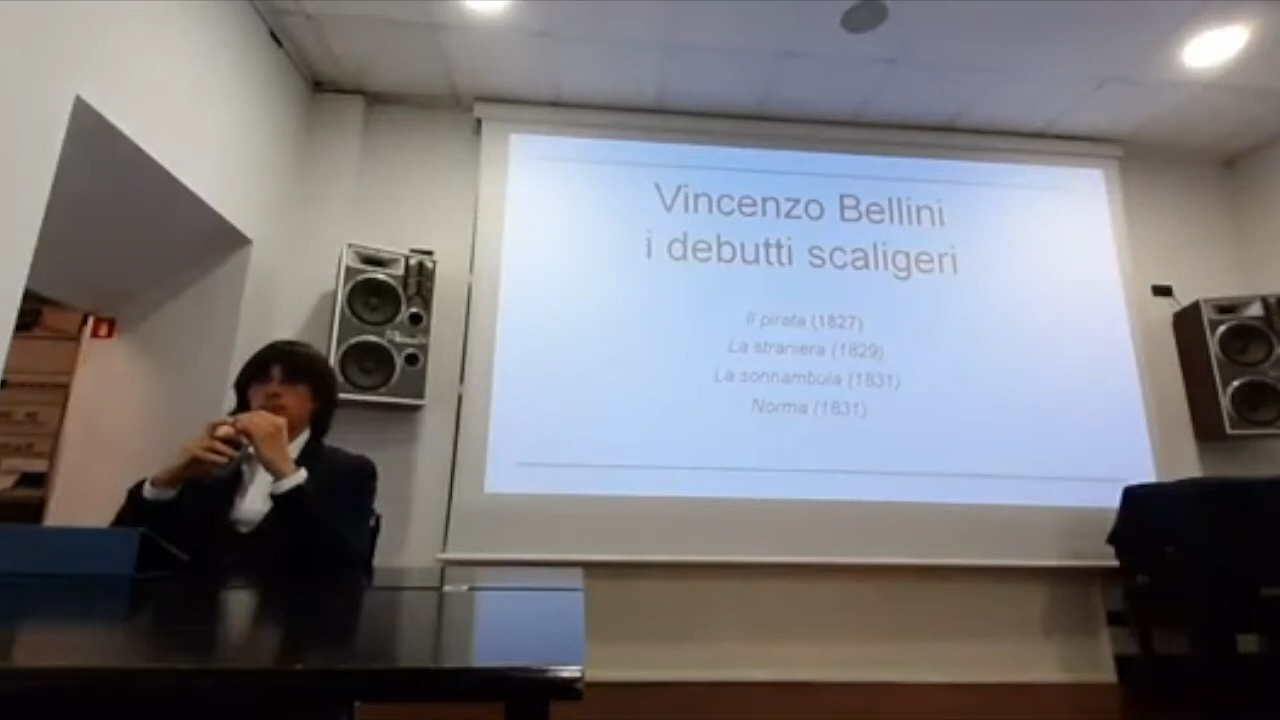 Vincenzo Bellini
i debutti scaligeri
Il pirata (1827)
La straniera (1829)
La sonnambula (1831)
Norma (1831)